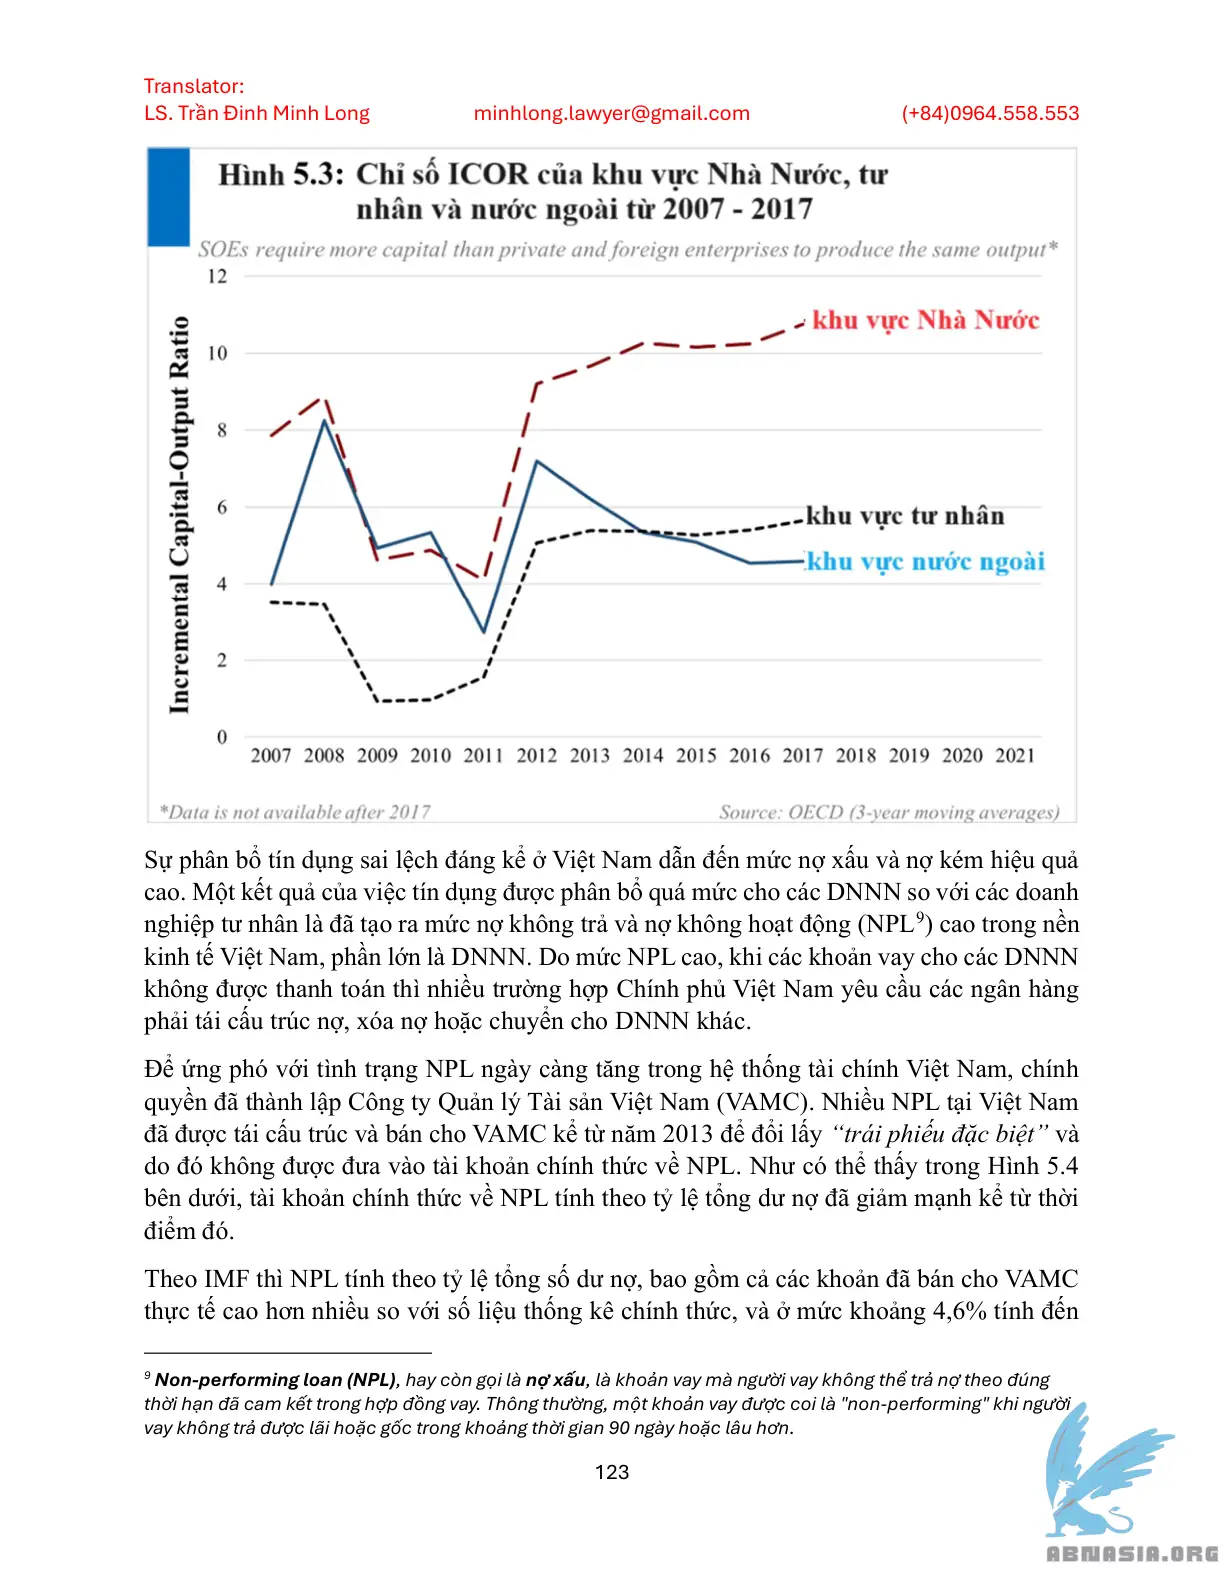 Translator:
LS. Trần Đinh Minh Long minhlong.lawyer@gmail.com (+84)0964.558.553
Hình 5.3: Chỉ số ICOR của khu vực Nhà Nước, tư
nhân và nước ngoài từ 2007 - 2017
SOEs require more capital than private and foreign enterprises to produce the same output*
Incremental Capital-Output Ratio
12
10
8
6
4
2
0
khu vực Nhà Nước
khu vực tư nhân
khu vực nước ngoài
2007 2008 2009 2010 2011 2012 2013 2014 2015 2016 2017 2018 2019 2020 2021
*Data is not available after 2017 Source: OECD (3-year moving averages)
Sự phân bổ tín dụng sai lệch đáng kể ở Việt Nam dẫn đến mức nợ xấu và nợ kém hiệu quả
cao. Một kết quả của việc tín dụng được phân bổ quá mức cho các DNNN so với các doanh
nghiệp tư nhân là đã tạo ra mức nợ không trả và nợ không hoạt động (NPL⁹) cao trong nền
kinh tế Việt Nam, phần lớn là DNNN. Do mức NPL cao, khi các khoản vay cho các DNNN
không được thanh toán thì nhiều trường hợp Chính phủ Việt Nam yêu cầu các ngân hàng
phải tái cấu trúc nợ, xóa nợ hoặc chuyển cho DNNN khác.
Để ứng phó với tình trạng NPL ngày càng tăng trong hệ thống tài chính Việt Nam, chính
quyền đã thành lập Công ty Quản lý Tài sản Việt Nam (VAMC). Nhiều NPL tại Việt Nam
đã được tái cấu trúc và bán cho VAMC kể từ năm 2013 để đổi lấy “trái phiếu đặc biệt” và
do đó không được đưa vào tài khoản chính thức về NPL. Như có thể thấy trong Hình 5.4
bên dưới, tài khoản chính thức về NPL tính theo tỷ lệ tổng dư nợ đã giảm mạnh kể từ thời
điểm đó.
Theo IMF thì NPL tính theo tỷ lệ tổng số dư nợ, bao gồm cả các khoản đã bán cho VAMC
thực tế cao hơn nhiều so với số liệu thống kê chính thức, và ở mức khoảng 4,6% tính đến
⁹ Non-performing loan (NPL), hay còn gọi là nợ xấu, là khoản vay mà người vay không thể trả nợ theo đúng
thời hạn đã cam kết trong hợp đồng vay. Thông thường, một khoản vay được coi là "non-performing" khi người
vay không trả được lãi hoặc gốc trong khoảng thời gian 90 ngày hoặc lâu hơn.
123
ABNASIA.ORG